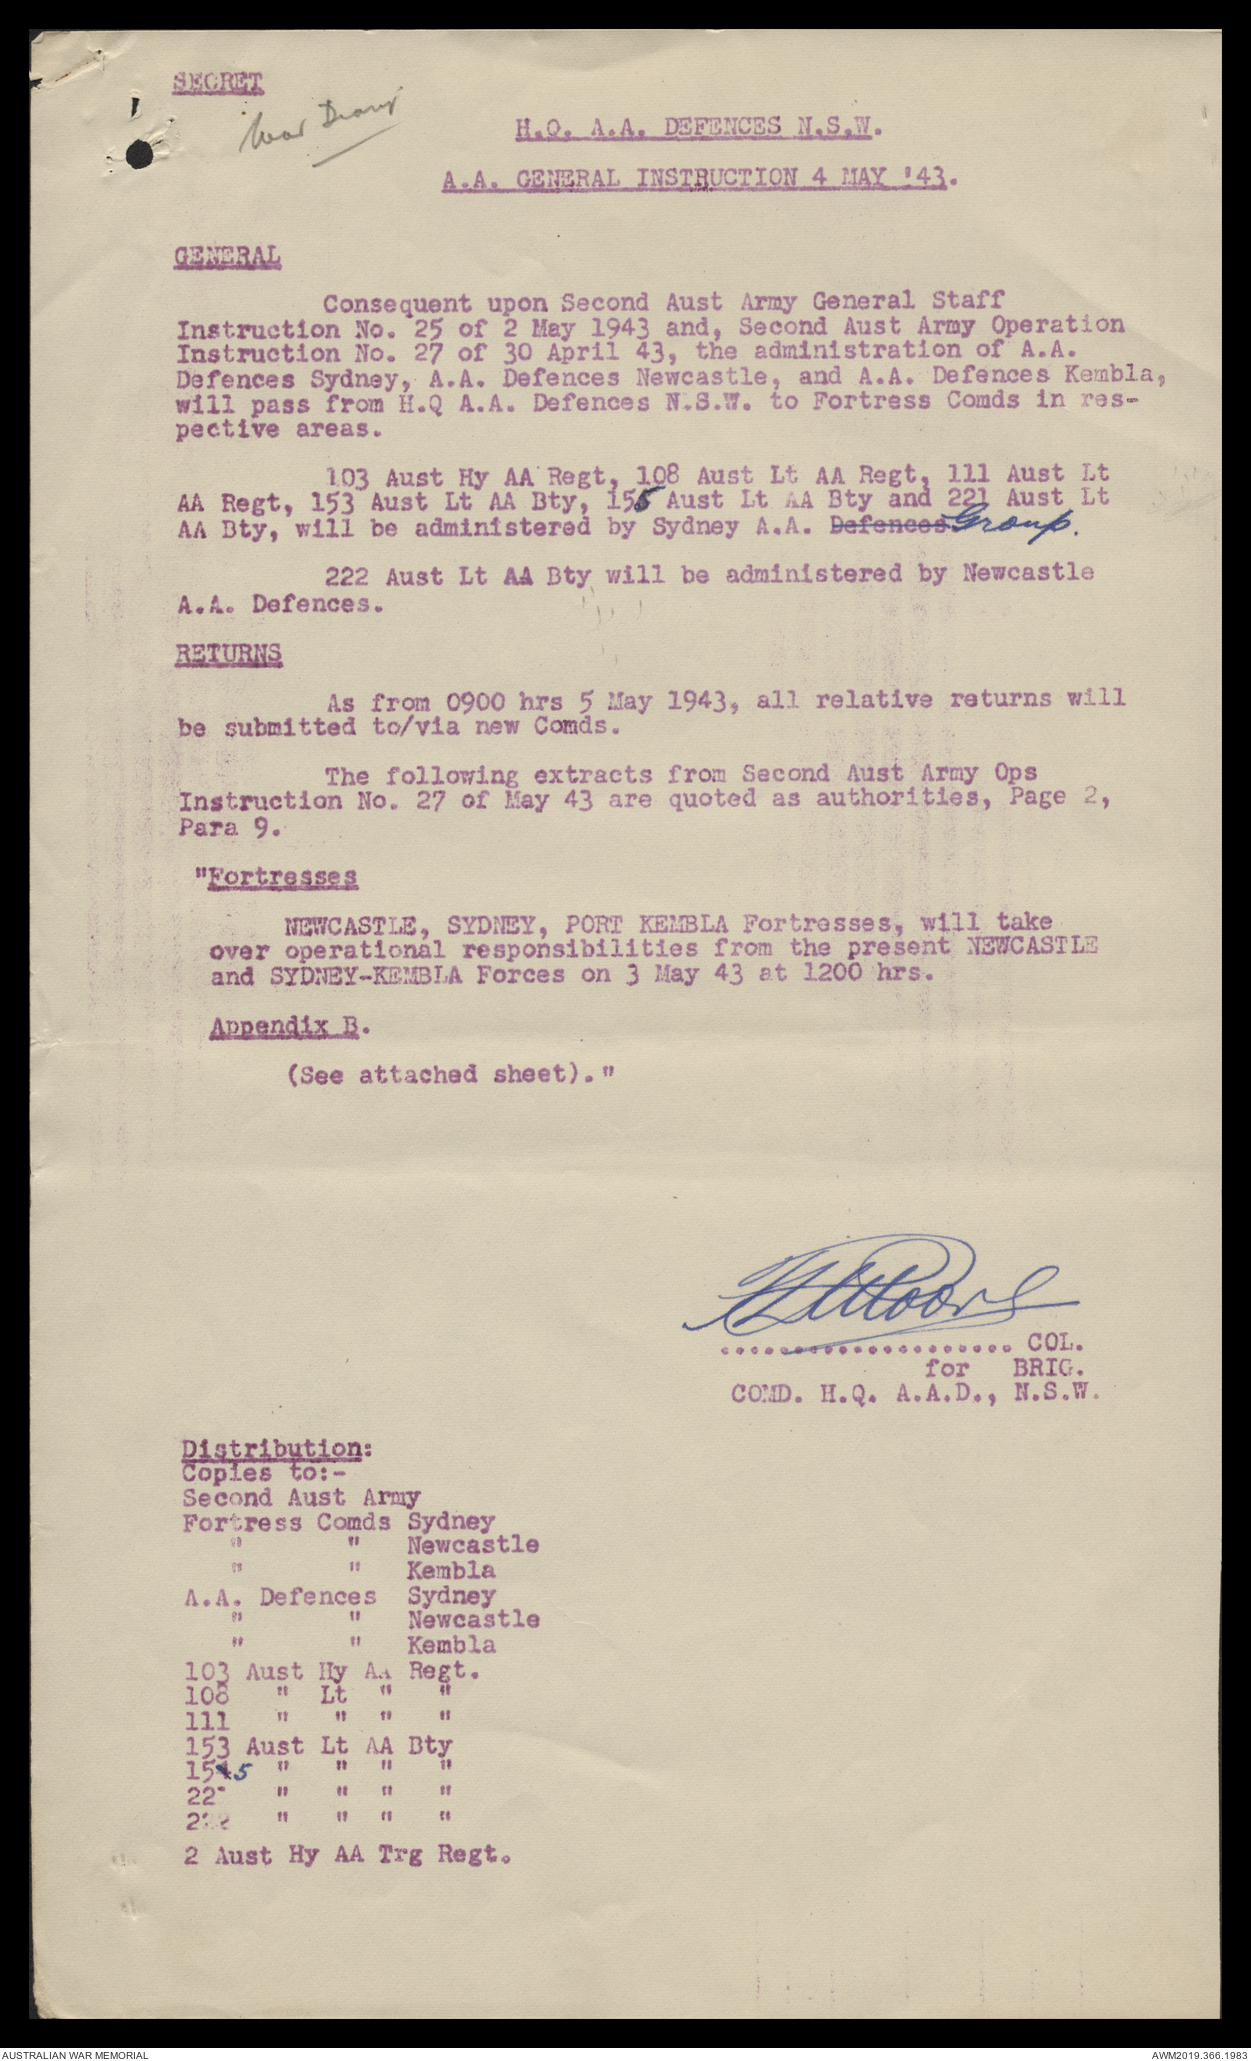 SECRET
War Diary
H.Q. A.A. DEFENCES N.S.W.
A.A. GENERAL INSTRUCTION 4 MAY '43.
GENERAL
Consequent upon Second Aust Army General Staff
Instruction No. 25 of 2 May 1943 and, Second Aust Army Operation
Instruction No. 27 of 30 April 43, the administration of A.A.
Defences Sydney, A.A. Defences Newcastle, and A.A. Defences Kembla,
will pass from H.Q A.A. Defences N.S.W. to Fortress Comds in res-
pective areas.
103 Aust Hy AA Regt, 108 Aust Lt AA Regt, 111 Aust Lt
AA Regt, 153 Aust Lt AA Bty, 155 Aust Lt AA Bty and 221 Aust Lt
AA Bty, will be administered by Sydney A.A. Defences Group.
222 Aust Lt AA Bty will be administered by Newcastle
A.A. Defences.
RETURNS
As from 0900 hrs 5 May 1943, all relative returns will
be submitted to/via new Comds.
The following extracts from Second Aust Army Ops
Instruction No. 27 of May 43 are quoted as authorities, Page 2,
Para 9.
"Fortresses
NEWCASTLE, SYDNEY, PORT KEMBLA Fortresses, will take
over operational responsibilities from the present NEWCASTLE
and SYDNEY-KEMBLA Forces on 3 May 43 at 1200 hrs.
Appendix B.
(See attached sheet)."
.................... COL.
for BRIG.
COMD. H.Q. A.A.D., N.S.W.
Distribution:
Copies to:-
Second Aust Army
Fortress Comds Sydney
" " Newcastle
" " Kembla
A.A. Defences Sydney
" " Newcastle
" " Kembla
103 Aust Hy AA Regt.
108 " Lt " "
111 " " " "
153 Aust Lt AA Bty
155 " " " "
22 " " " "
222 " " " "
2 Aust Hy AA Trg Regt.
AUSTRALIAN WAR MEMORIAL
AWM2019.366.1983